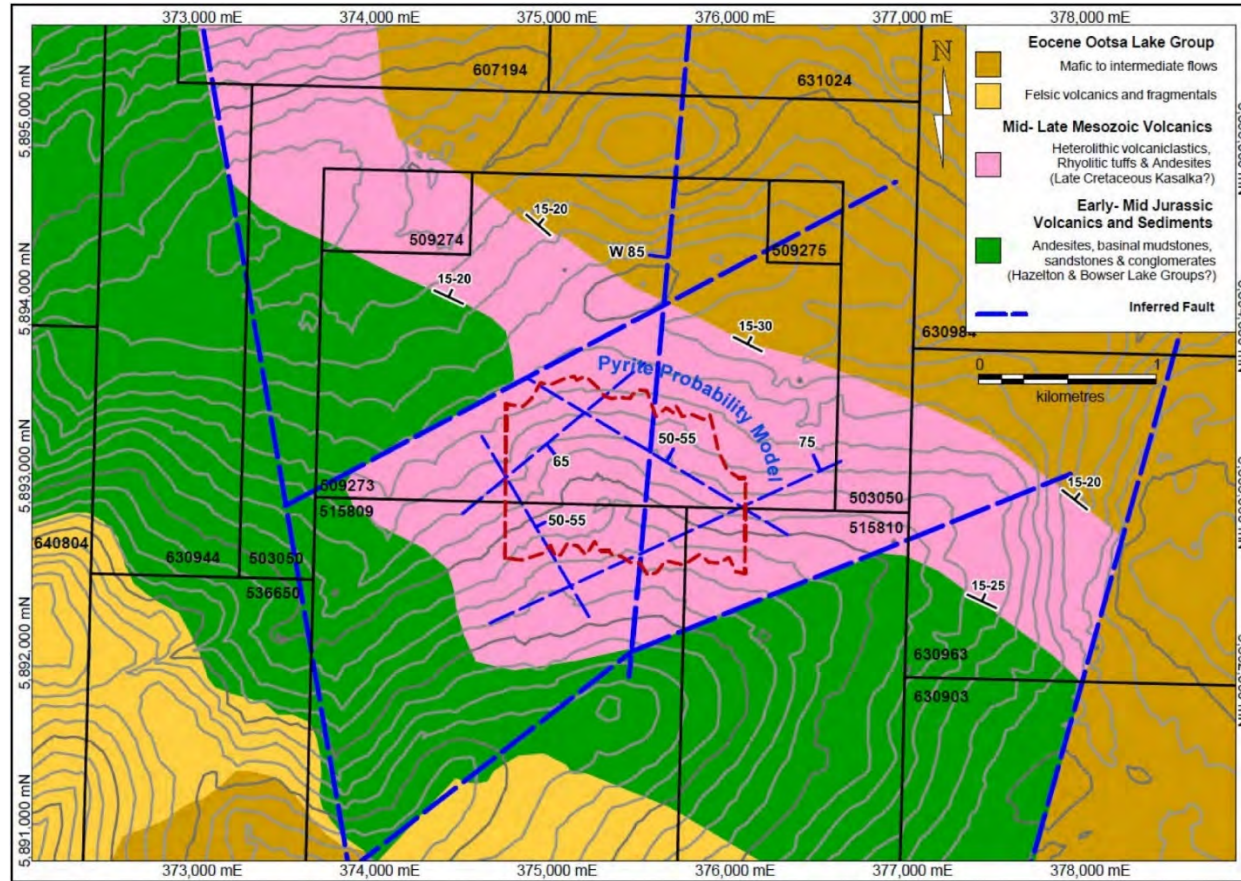 373,000 mE
374,000 mE
375,000 mE
376,000 mE
377,000 mE
378,000 mE
5,895,000 mN
5,894,000 mN
5,893,000 mN
5,892,000 mN
5,891,000 mN
N
Eocene Ootsa Lake Group
Mafic to intermediate flows
Felsic volcanics and fragmentals
Mid- Late Mesozoic Volcanics
Heterolithic volcaniclastics,
Rhyolitic tuffs & Andesites
(Late Cretaceous Kasalka?)
Early- Mid Jurassic
Volcanics and Sediments
Andesites, basinal mudstones,
sandstones & conglomerates
(Hazelton & Bowser Lake Groups?)
Inferred Fault
0 1
kilometres
607194
631024
15-20
509274
W 85
509275
15-20
15-30
630984
Pyrite Probability Model
50-55
75
65
509273
503050
15-20
515809
515810
50-55
640804
630944
503050
536650
15-25
630963
630903
373,000 mE
374,000 mE
375,000 mE
376,000 mE
377,000 mE
378,000 mE